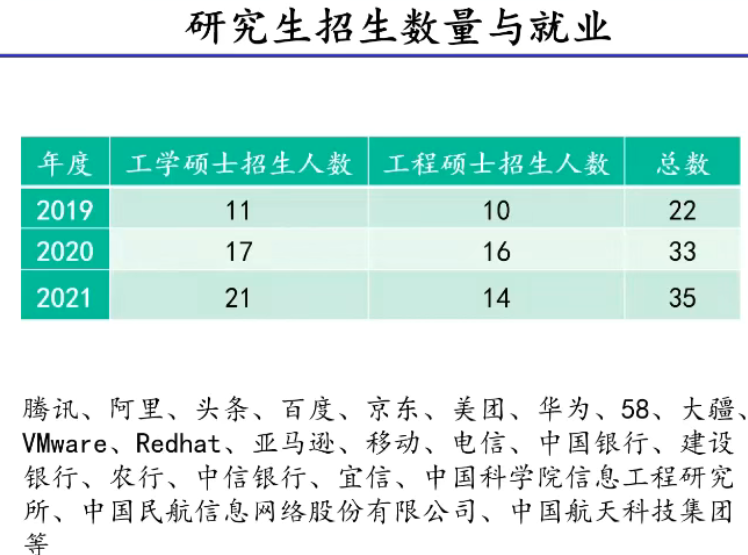 研究生招生数量与就业
年度 工学硕士招生人数 工程硕士招生人数 总数
2019 11 10 22
2020 17 16 33
2021 21 14 35
腾讯、阿里、头条、百度、京东、美团、华为、58、大疆、
VMware、Redhat、亚马逊、移动、电信、中国银行、建设
银行、农行、中信银行、宜信、中国科学院信息工程研究
所、中国民航信息网络股份有限公司、中国航天科技集团
等